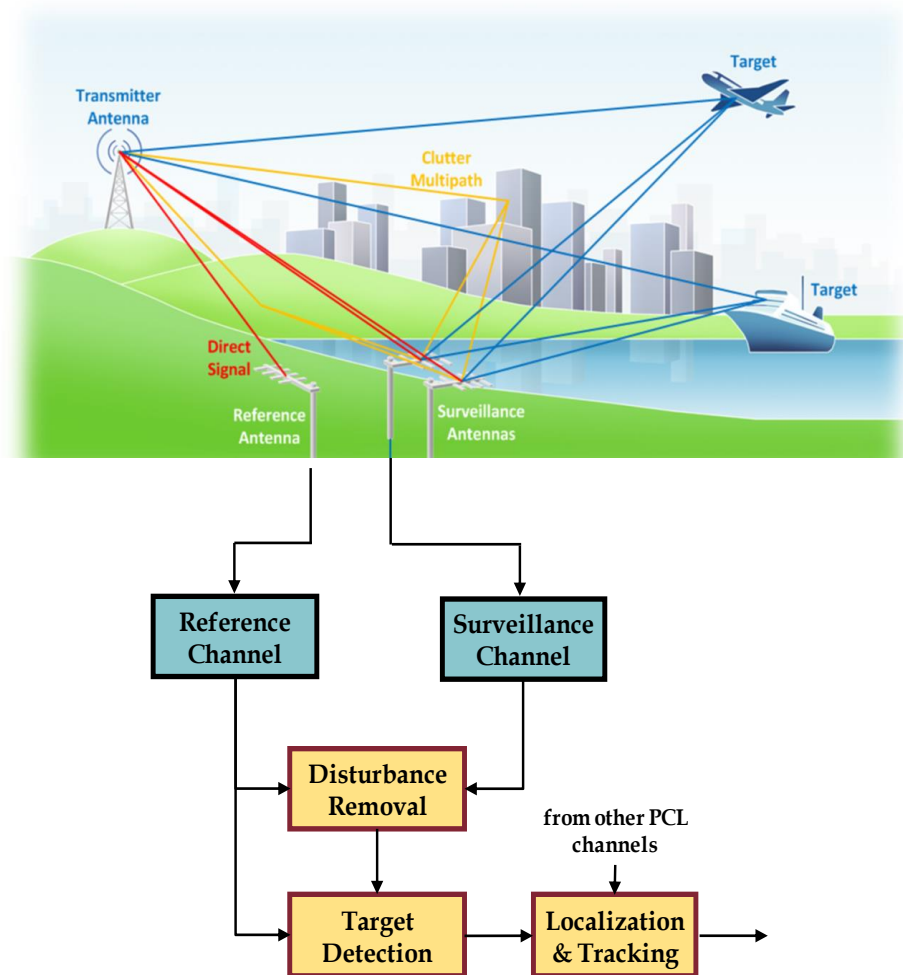 Target
Transmitter
Antenna
Clutter
Multipath
Target
Direct
Signal
Reference
Antenna
Surveillance
Antennas
Reference
Channel
Surveillance
Channel
Disturbance
Removal
from other PCL
channels
Target
Detection
Localization
& Tracking